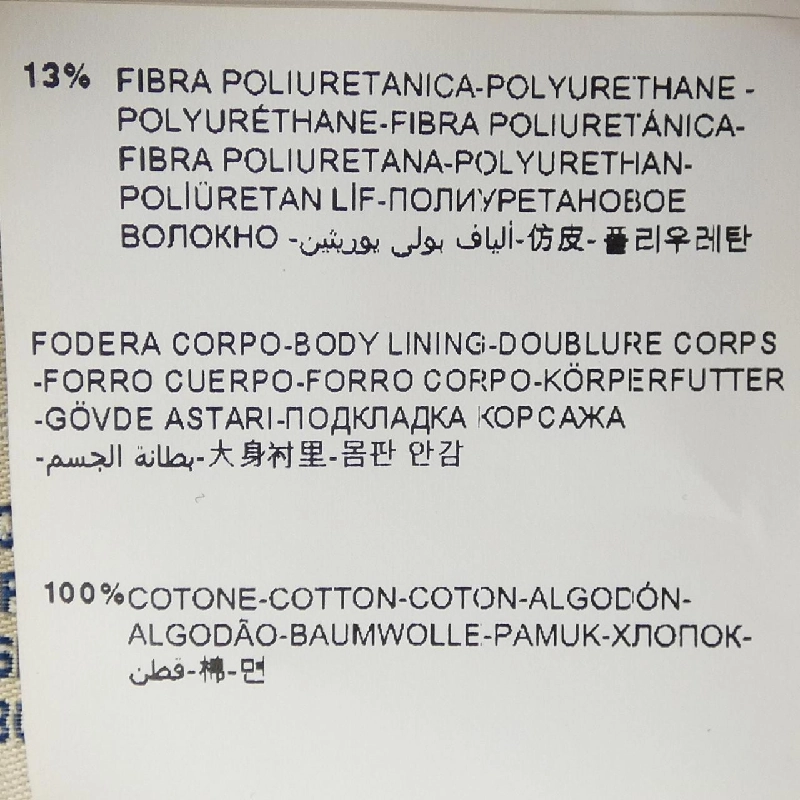 13% FIBRA POLIURETANICA-POLYURETHANE -
POLYURÉTHANE-FIBRA POLIURETÁNICA-
FIBRA POLIURETANA-POLYURETHAN-
POLİÜRETAN LİF-ПОЛИУРЕТАНОВОЕ
ВОЛОКНО -ألياف بولي يوريثين-仿皮-폴리우레탄
FODERA CORPO-BODY LINING-DOUBLURE CORPS
-FORRO CUERPO-FORRO CORPO-KÖRPERFUTTER
-GÖVDE ASTARI-ПОДКЛАДКА КОРСАЖА
-بطانة الجسم-大身衬里-몸판 안감
100% COTONE-COTTON-COTON-ALGODÓN-
ALGODÃO-BAUMWOLLE-PAMUK-ХЛОПОК-
قطن-棉-면